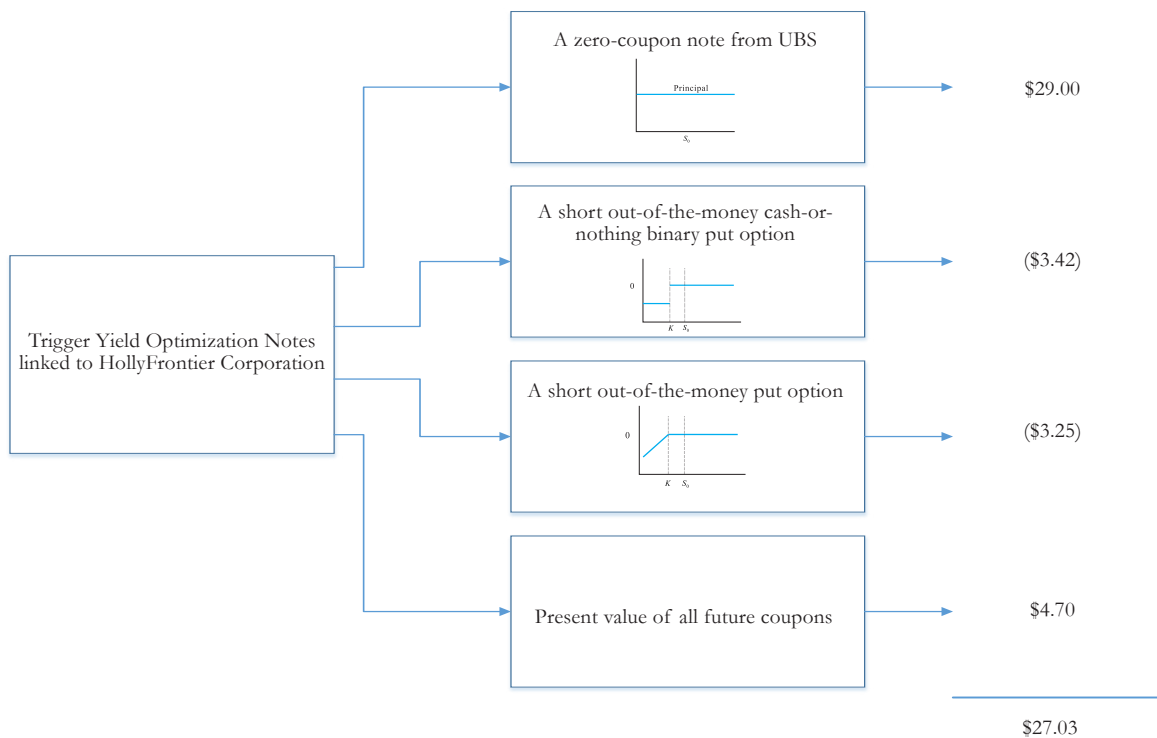 Trigger Yield Optimization Notes
linked to HollyFrontier Corporation
A zero-coupon note from UBS
Principal
S0
$29.00
A short out-of-the-money cash-or-
nothing binary put option
0
K S0
($3.42)
A short out-of-the-money put option
0
K S0
($3.25)
Present value of all future coupons
$4.70
$27.03